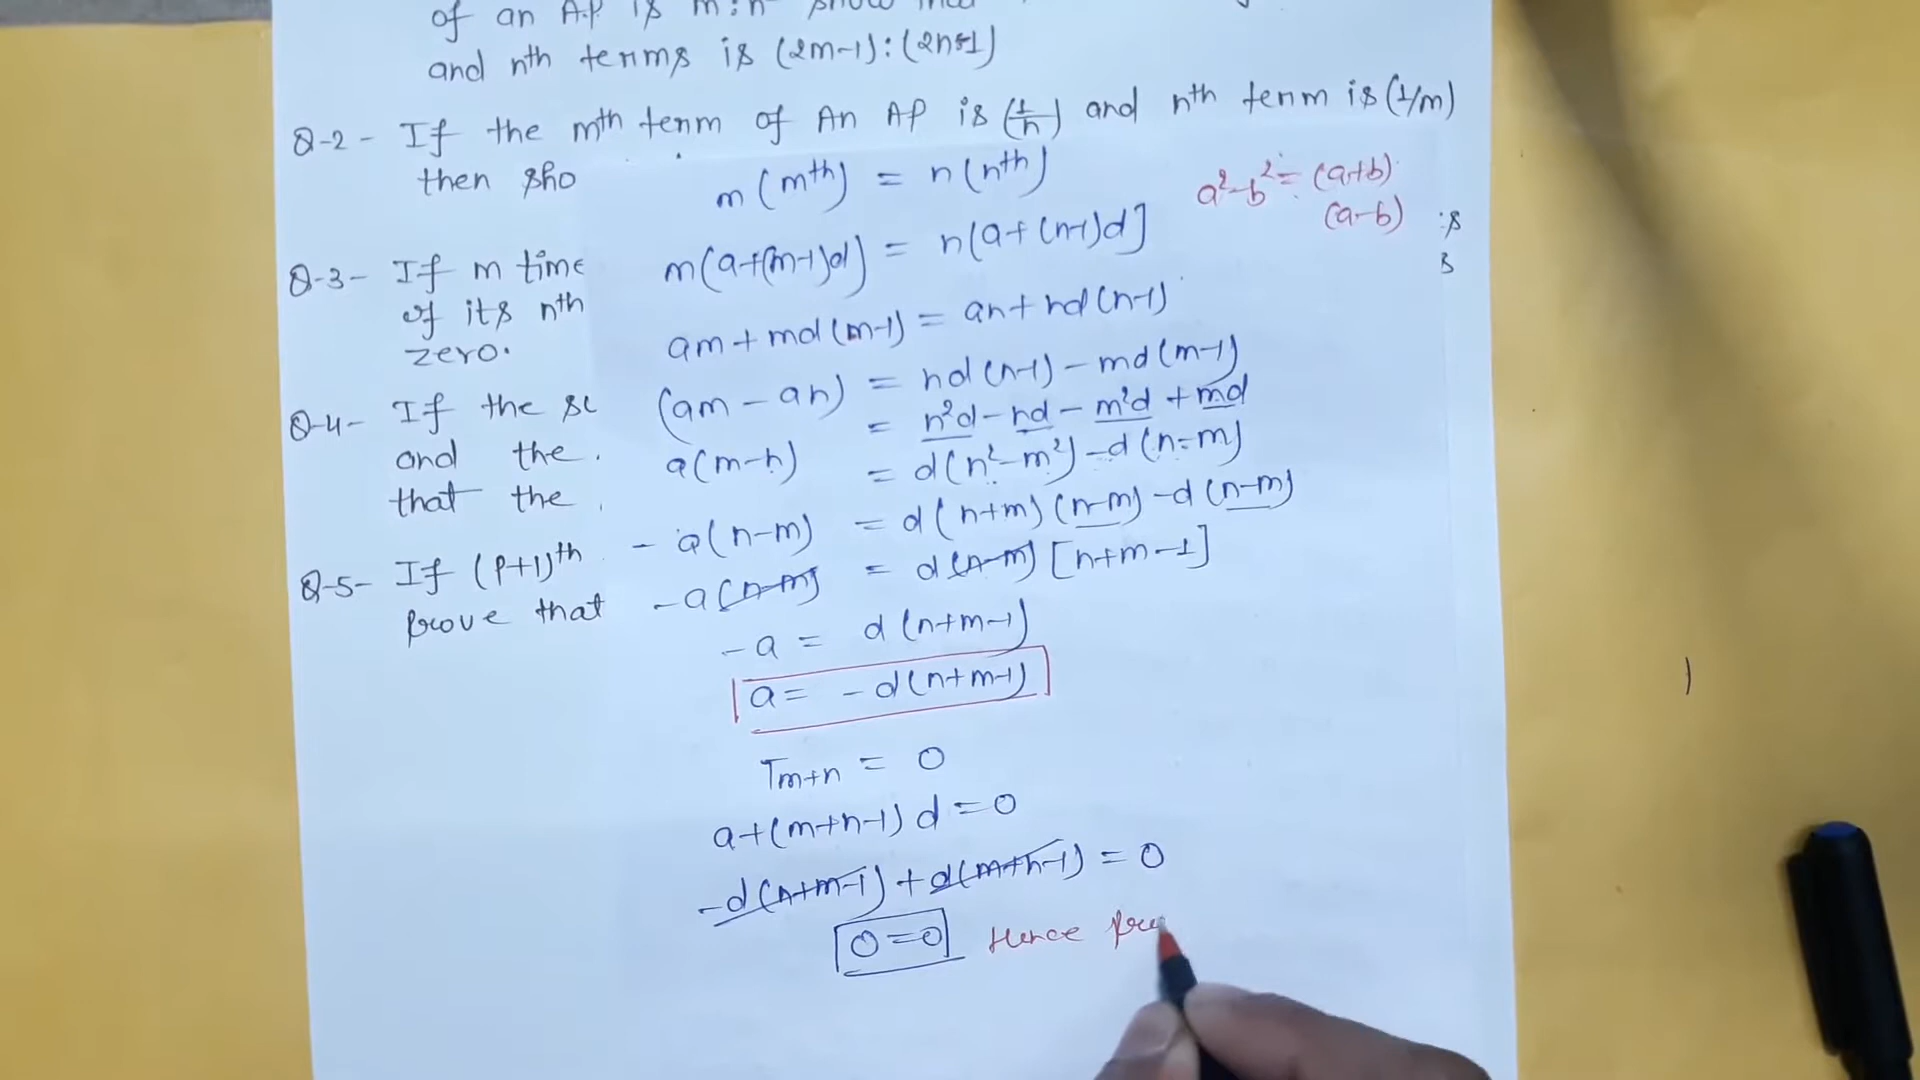 of an A.P is m:n show
and nth terms is (2m-1):(2n-1)
Q-2- If the mth term of An AP is (1/n) and nth term is (1/m)
then sho
Q-3- If m time
of its nth
zero.
Q-4- If the
and the
that the
Q-5- If (P+1)th
prove that
m(mth) = n(nth)
a²-b² = (a+b)
(a-b)
m(a+(m-1)d) = n(a+(n-1)d]
am+md(m-1) = an+nd(n-1)
(am-an) = nd(n-1)-md(m-1)
= n²d-nd-m²d+md
a(m-n) = d(n²-m²)-d(n-m)
-a(n-m) = d(n+m)(n-m)-d(n-m)
-a(n-m) = d(n-m)[n+m-1]
-a = d(n+m-1)
a = -d(n+m-1)
Tm+n = 0
a+(m+n-1)d=0
-d(n+m-1)+d(m+n-1)=0
0=0 Hence